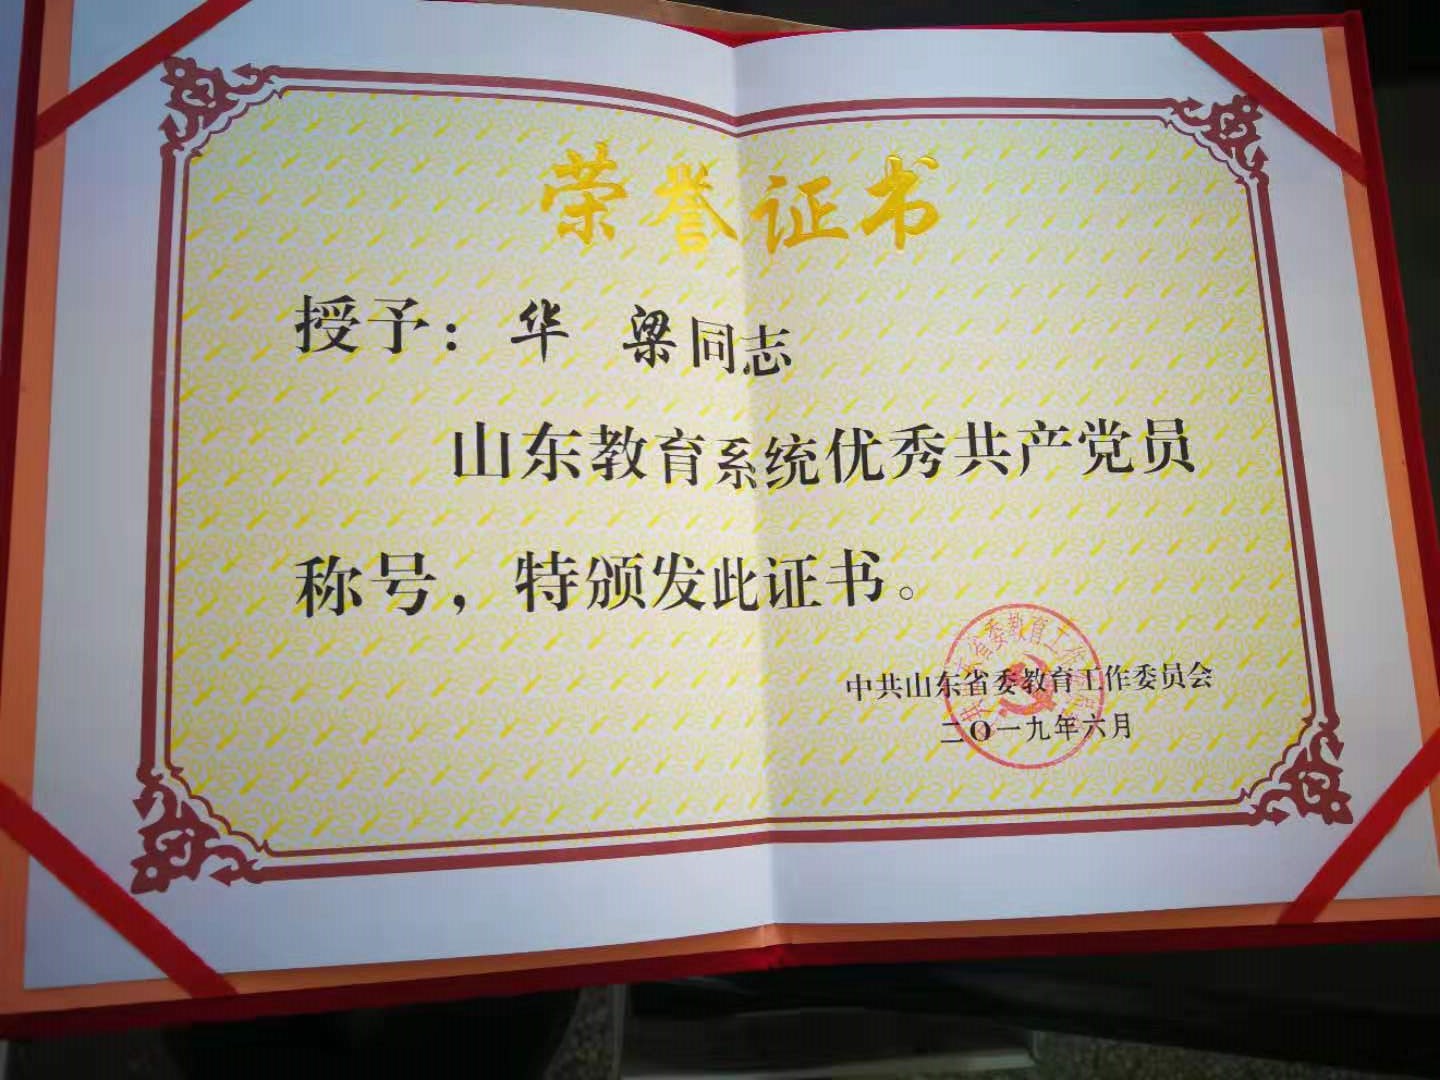 荣誉证书
授予：华 梁同志
山东教育系统优秀共产党员
称号，特颁发此证书。
中共山东省委教育工作委员会
二〇一九年六月